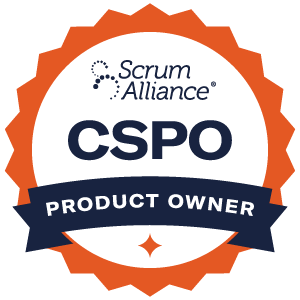 Scrum
Alliance®
CSPO
PRODUCT OWNER